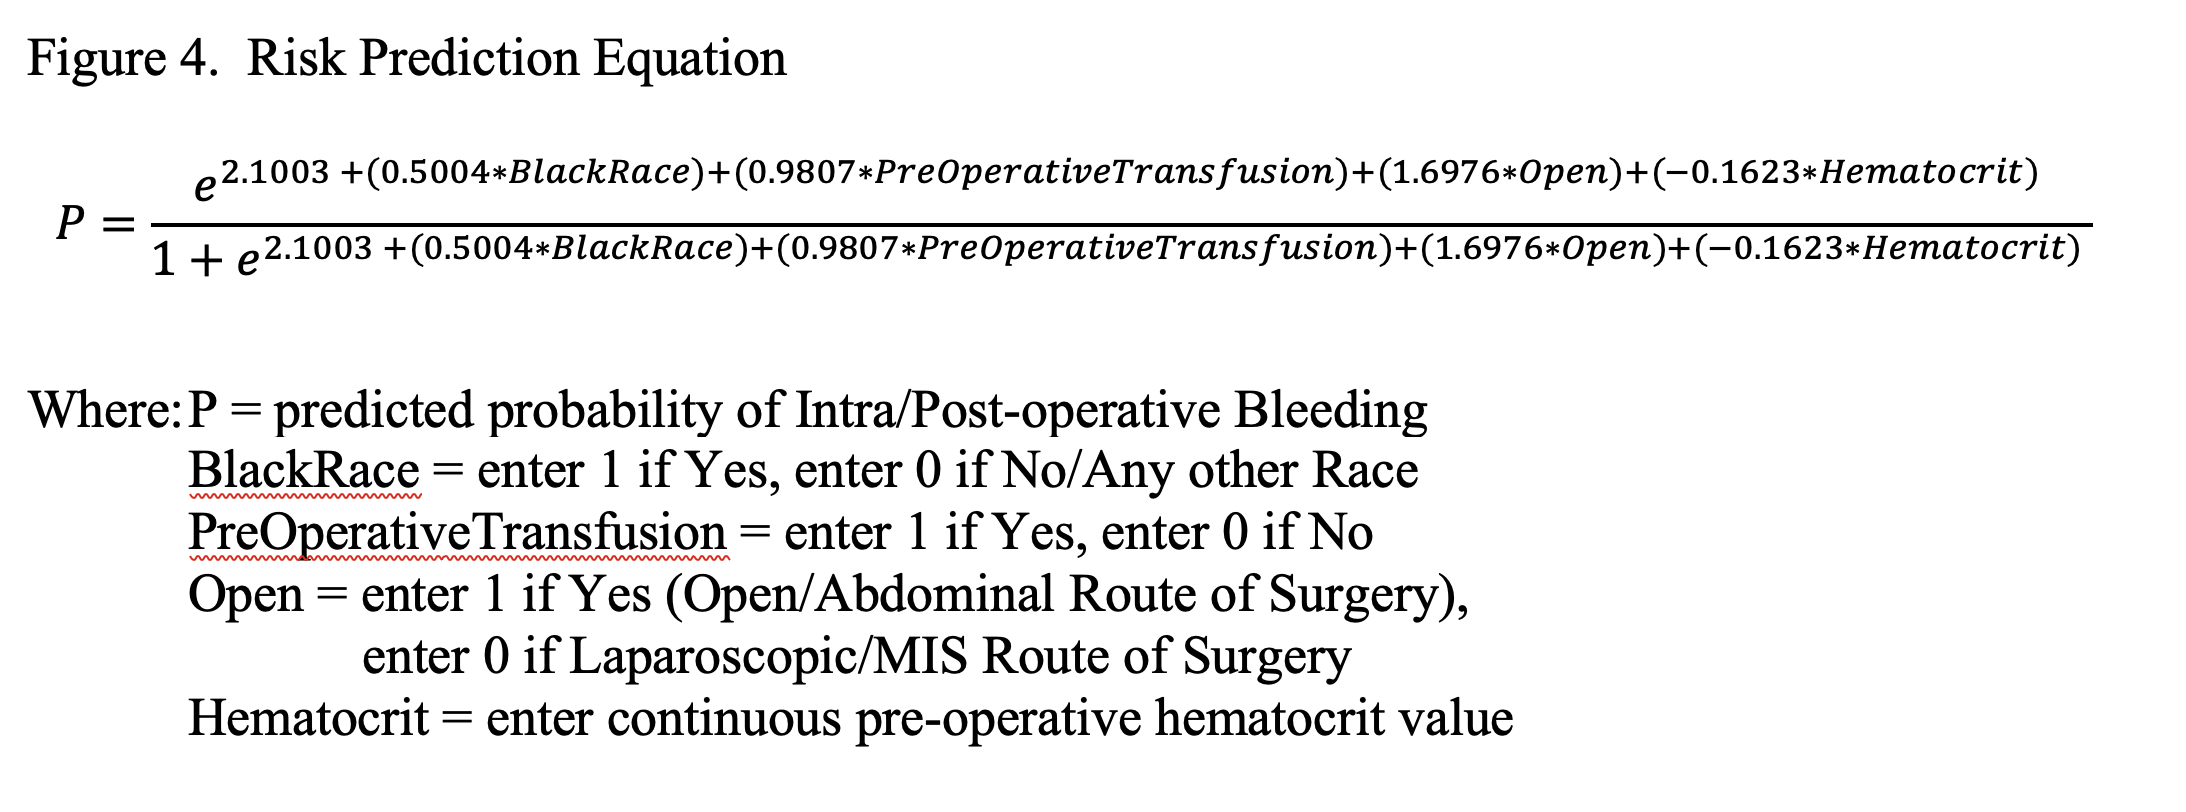 Figure 4.  Risk Prediction Equation
e^{2.1003 +(0.5004*BlackRace)+(0.9807*PreOperativeTransfusion)+(1.6976*Open)+(−0.1623*Hematocrit)}
P =
1 + e^{2.1003 +(0.5004*BlackRace)+(0.9807*PreOperativeTransfusion)+(1.6976*Open)+(−0.1623*Hematocrit)}
Where: P = predicted probability of Intra/Post-operative Bleeding
BlackRace = enter 1 if Yes, enter 0 if No/Any other Race
PreOperativeTransfusion = enter 1 if Yes, enter 0 if No
Open = enter 1 if Yes (Open/Abdominal Route of Surgery),
enter 0 if Laparoscopic/MIS Route of Surgery
Hematocrit = enter continuous pre-operative hematocrit value